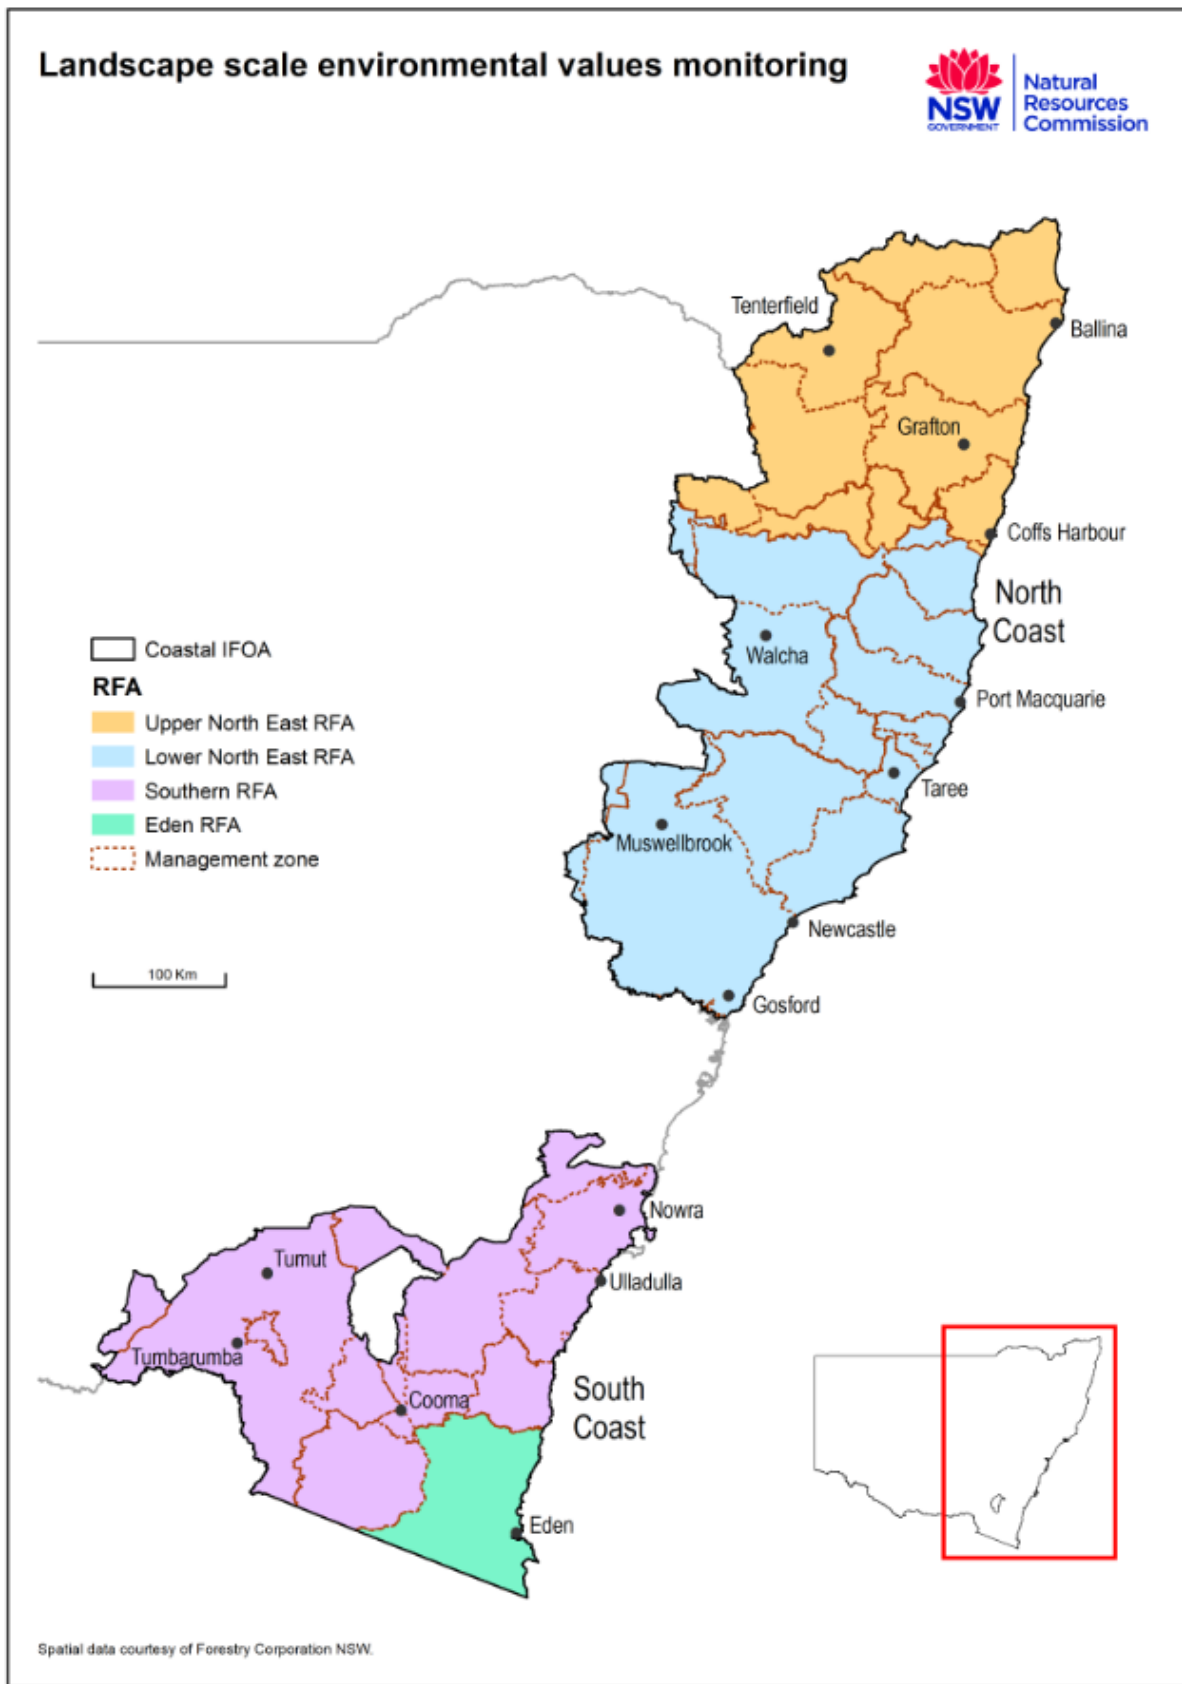 Landscape scale environmental values monitoring
NSW
GOVERNMENT
Natural
Resources
Commission
Tenterfield
Ballina
Grafton
Coffs Harbour
North
Coast
Walcha
Port Macquarie
Taree
Muswellbrook
Newcastle
Gosford
Coastal IFOA
RFA
Upper North East RFA
Lower North East RFA
Southern RFA
Eden RFA
Management zone
100 Km
Nowra
Tumut
Ulladulla
Tumbarumba
Cooma
South
Coast
Eden
Spatial data courtesy of Forestry Corporation NSW.